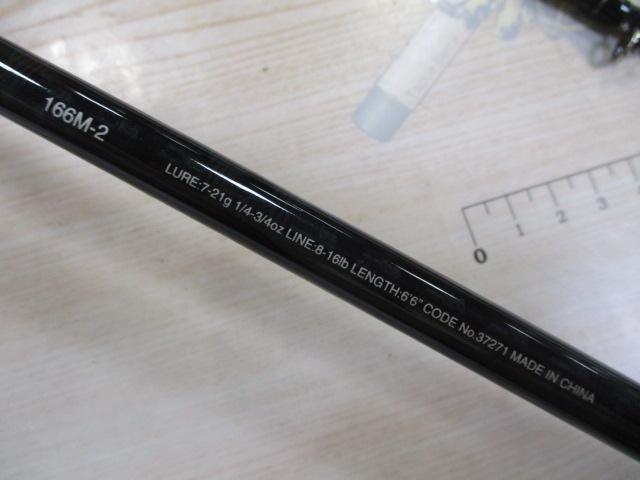 166M-2
LURE:7-21g 1/4-3/4oz LINE:8-16lb LENGTH:6'6" CODE No.37271 MADE IN CHINA
0 1 2 3